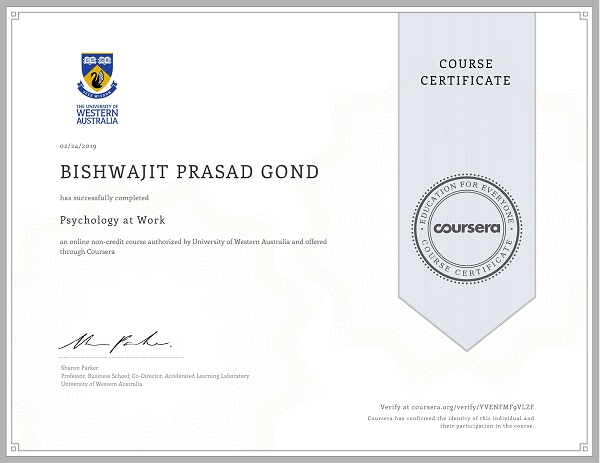 COURSE
CERTIFICATE
THE UNIVERSITY OF
WESTERN
AUSTRALIA
02/24/2019
BISHWAJIT PRASAD GOND
has successfully completed
Psychology at Work
an online non-credit course authorized by University of Western Australia and offered
through Coursera
EDUCATION FOR EVERYONE
coursera
COURSE CERTIFICATE
Sharon Parker
Professor, Business School; Co-Director, Accelerated Learning Laboratory
University of Western Australia
Verify at coursera.org/verify/YVENFMF9VLZF
Coursera has confirmed the identity of this individual and
their participation in the course.